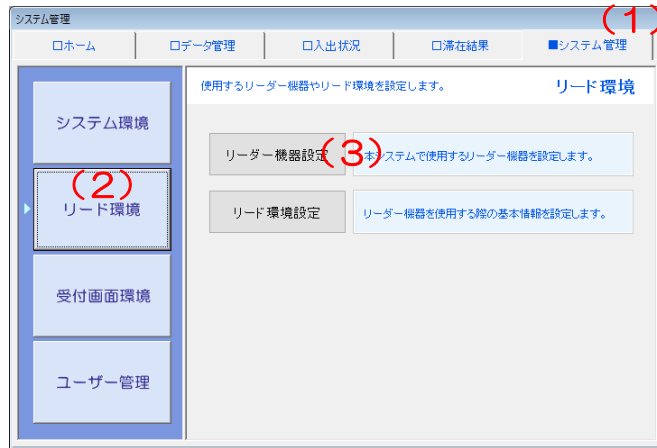 システム管理
(1)
□ホーム
□データ管理
□入出状況
□滞在結果
■システム管理
使用するリーダー機器やリード環境を設定します。
リード環境
システム環境
(2)
リード環境
受付画面環境
ユーザー管理
リーダー機器設定
(3)
本システムで使用するリーダー機器を設定します。
リード環境設定
リーダー機器を使用する際の基本情報を設定します。